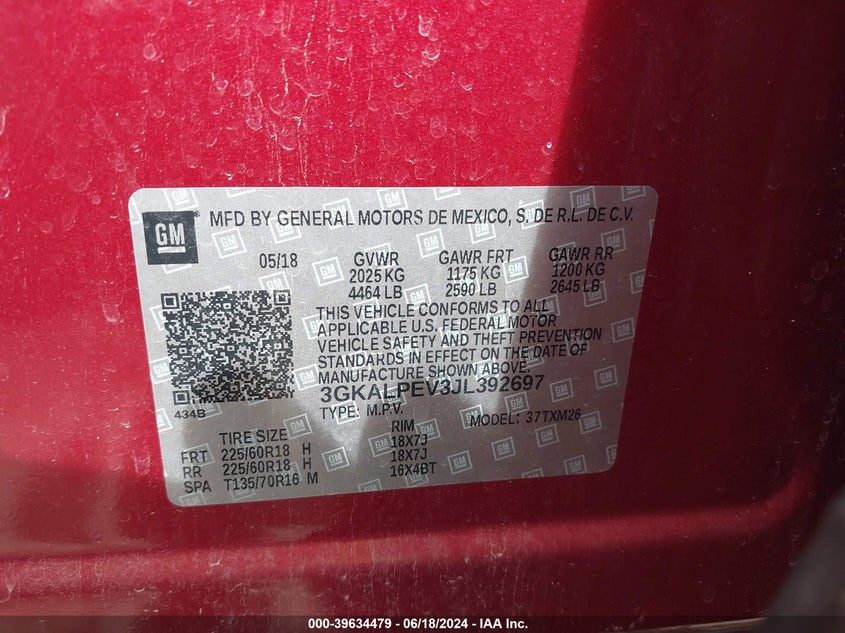 GM
MFD BY GENERAL MOTORS DE MEXICO, S. DE R.L. DE C.V.
05/18 GVWR GAWR FRT GAWR RR
2025 KG 1175 KG 1200 KG
4464 LB 2590 LB 2645 LB
THIS VEHICLE CONFORMS TO ALL
APPLICABLE U.S. FEDERAL MOTOR
VEHICLE SAFETY AND THEFT PREVENTION
STANDARDS IN EFFECT ON THE DATE OF
MANUFACTURE SHOWN ABOVE.
3GKALPEV3JL392697
434B TYPE: M.P.V. MODEL: 37TXM26
TIRE SIZE RIM
FRT 225/60R18 H 18X7J
RR 225/60R18 H 18X7J
SPA T135/70R16 M 16X4BT
000-39634479 - 06/18/2024 - IAA Inc.